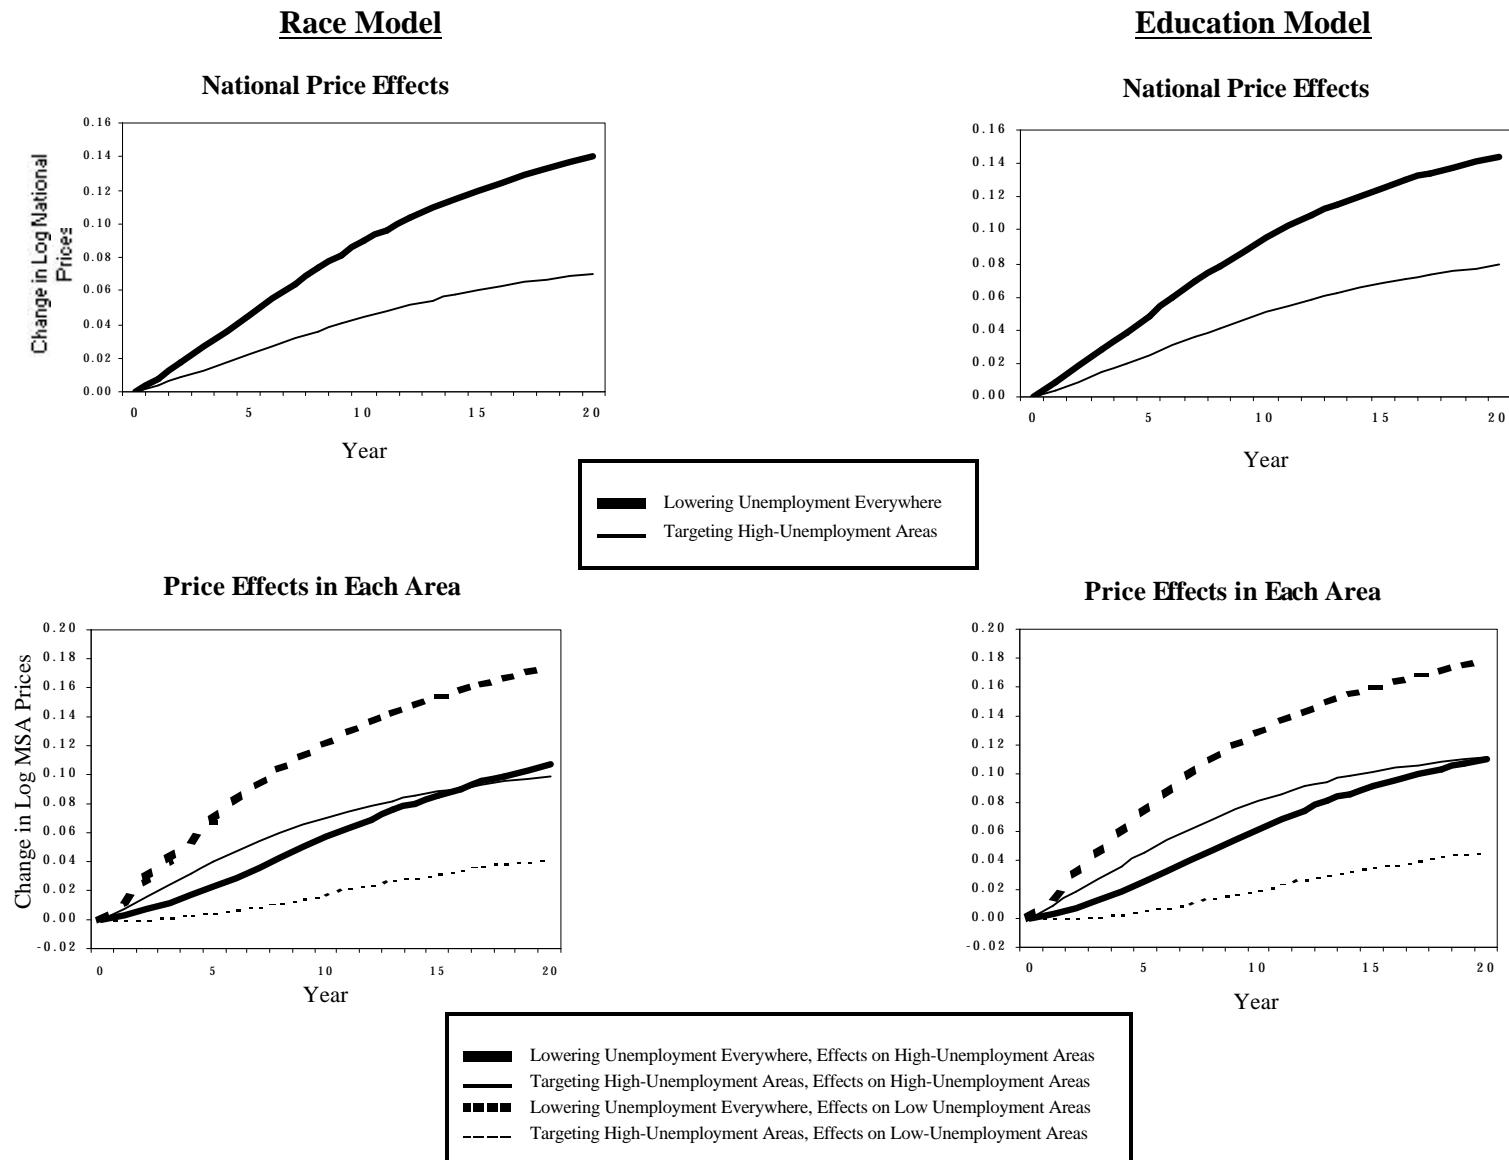 Race Model
Education Model
National Price Effects
National Price Effects
0.16
0.14
0.12
0.10
0.08
0.06
0.04
0.02
0.00
Change in Log National
Prices
0 5 10 15 20
Year
0.16
0.14
0.12
0.10
0.08
0.06
0.04
0.02
0.00
0 5 10 15 20
Year
Lowering Unemployment Everywhere
Targeting High-Unemployment Areas
Price Effects in Each Area
Price Effects in Each Area
0.20
0.18
0.16
0.14
0.12
0.10
0.08
0.06
0.04
0.02
0.00
-0.02
Change in Log MSA Prices
0 5 10 15 20
Year
0.20
0.18
0.16
0.14
0.12
0.10
0.08
0.06
0.04
0.02
0.00
-0.02
0 5 10 15 20
Year
Lowering Unemployment Everywhere, Effects on High-Unemployment Areas
Targeting High-Unemployment Areas, Effects on High-Unemployment Areas
Lowering Unemployment Everywhere, Effects on Low Unemployment Areas
Targeting High-Unemployment Areas, Effects on Low-Unemployment Areas